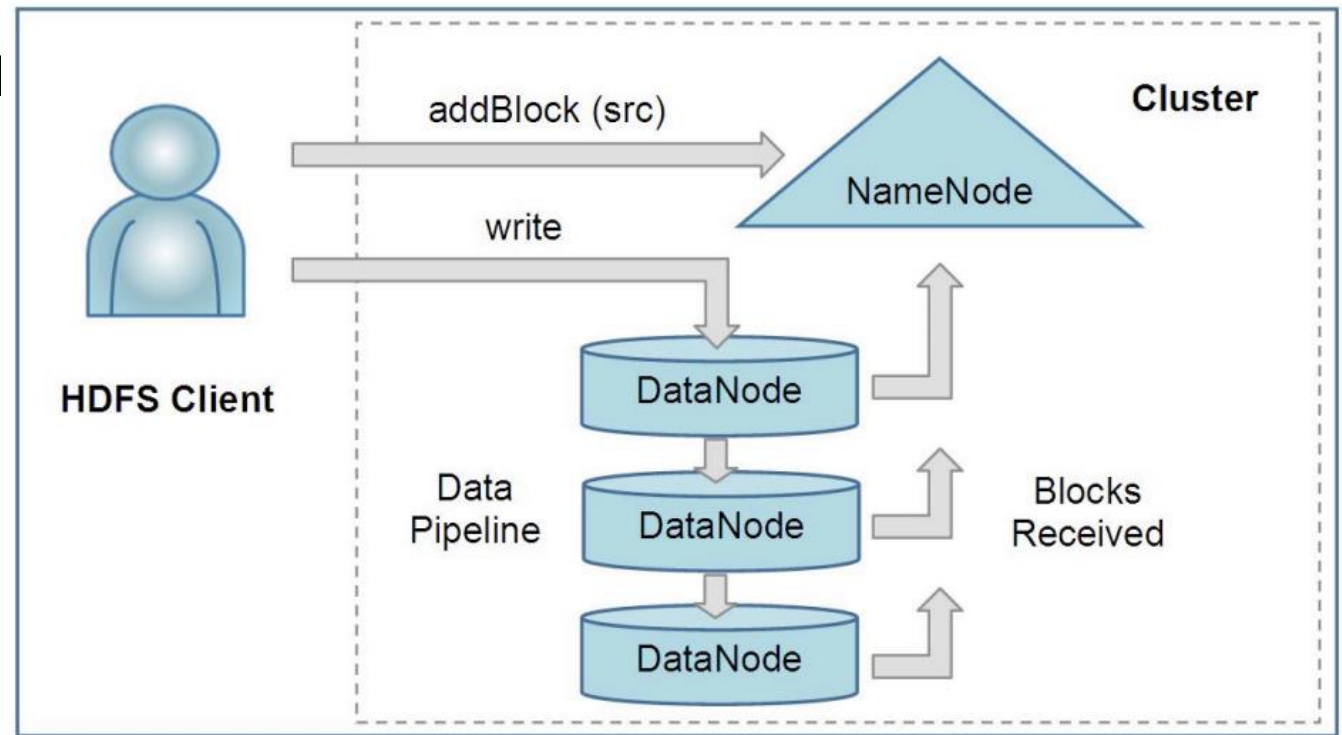 addBlock (src)
Cluster
NameNode
write
HDFS Client
DataNode
Data
Pipeline
DataNode
Blocks
Received
DataNode